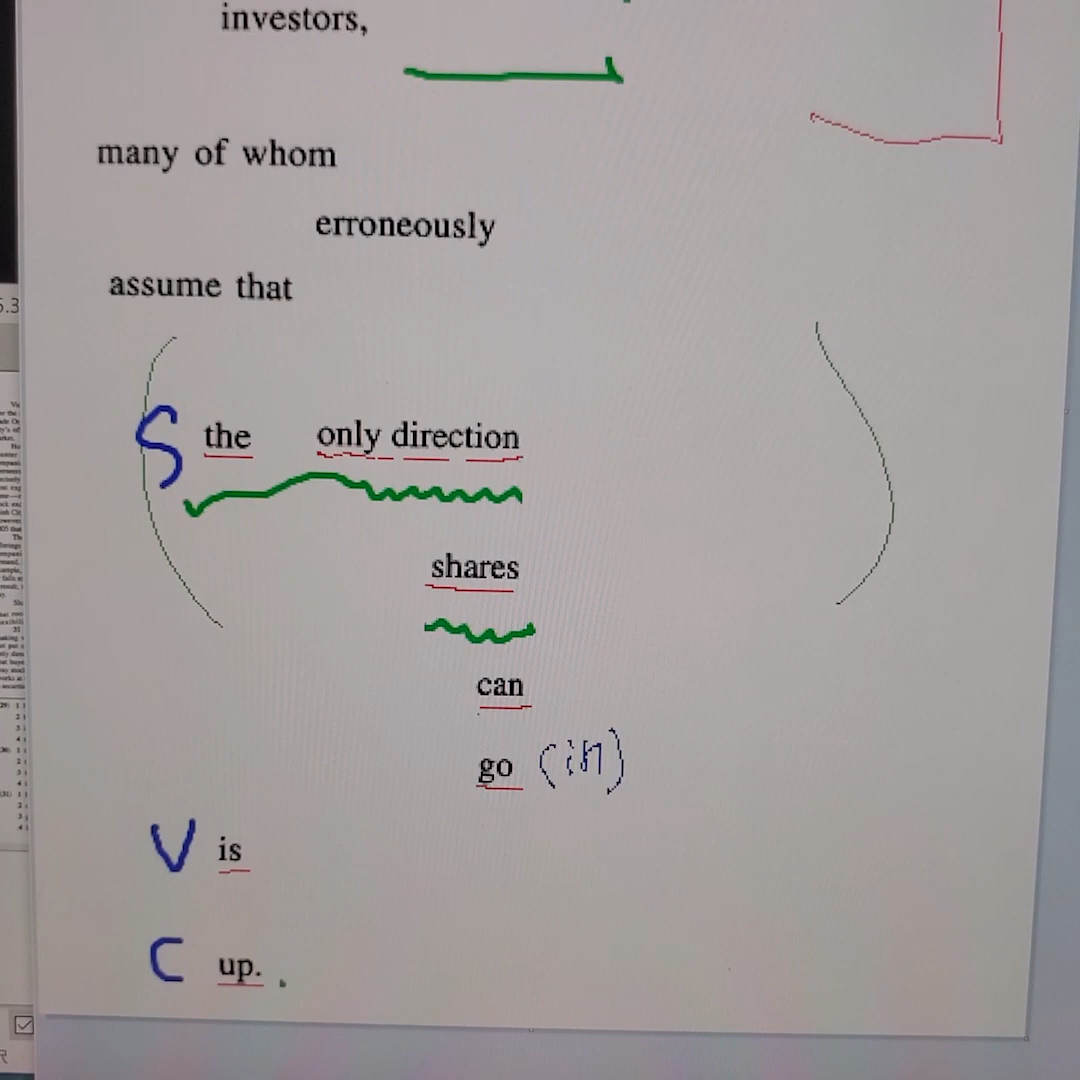 investors,
many of whom
erroneously
assume that
S the only direction
shares
can
go (in)
V is
C up.